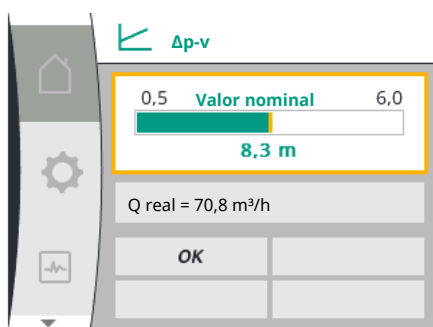 Δp-v
0,5 Valor nominal 6,0
8,3 m
Q real = 70,8 m³/h
OK